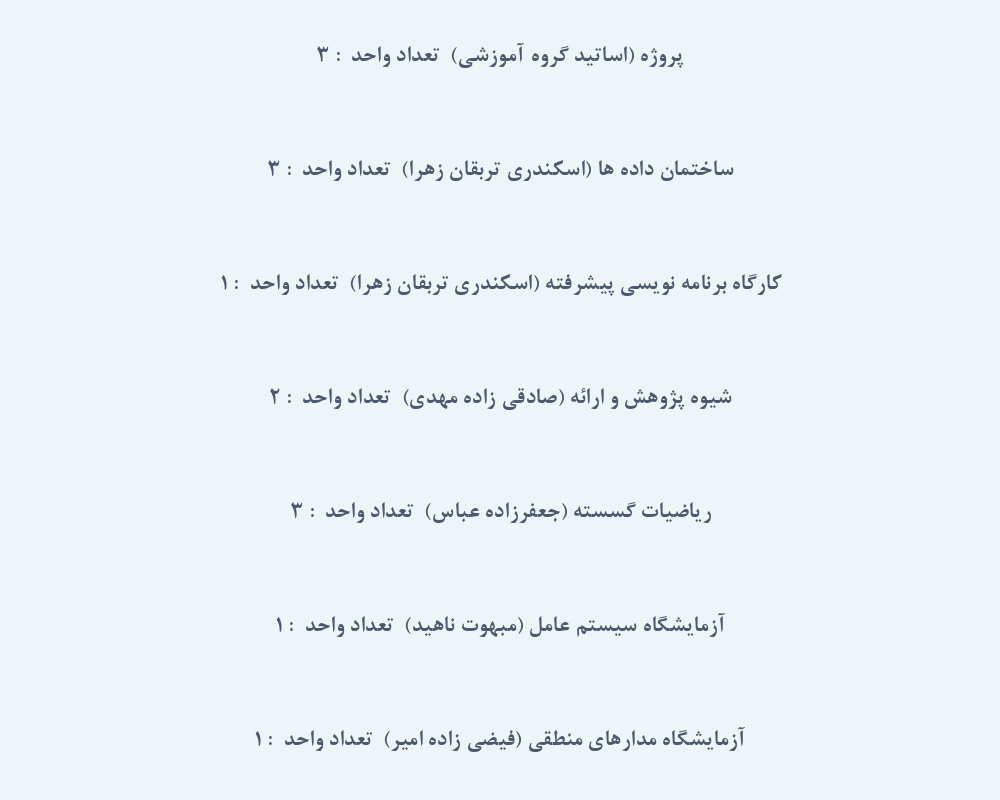 پروژه (اساتید گروه آموزشی) تعداد واحد : ۳
ساختمان داده ها (اسکندری تربقان زهرا) تعداد واحد : ۳
کارگاه برنامه نویسی پیشرفته (اسکندری تربقان زهرا) تعداد واحد : ۱
شیوه پژوهش و ارائه (صادقی زاده مهدی) تعداد واحد : ۲
ریاضیات گسسته (جعفرزاده عباس) تعداد واحد : ۳
آزمایشگاه سیستم عامل (مبهوت ناهید) تعداد واحد : ۱
آزمایشگاه مدارهای منطقی (فیضی زاده امیر) تعداد واحد : ۱